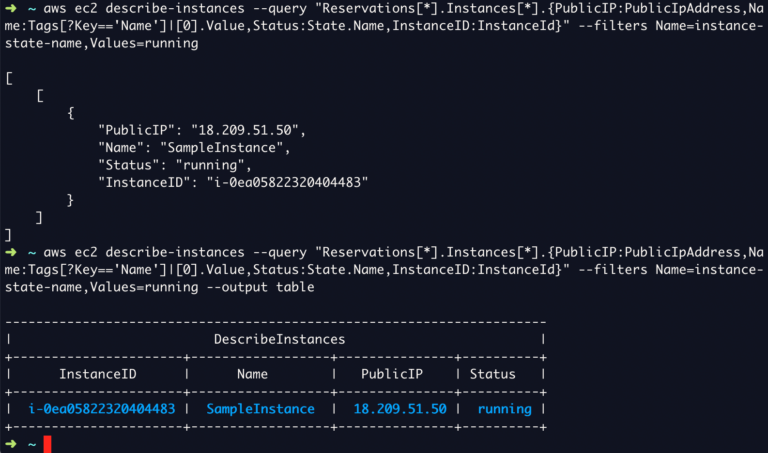 ➜  ~ aws ec2 describe-instances --query "Reservations[*].Instances[*].{PublicIP:PublicIpAddress,Na
me:Tags[?Key=='Name']|[0].Value,Status:State.Name,InstanceID:InstanceId}" --filters Name=instance-
state-name,Values=running
[
    [
        {
            "PublicIP": "18.209.51.50",
            "Name": "SampleInstance",
            "Status": "running",
            "InstanceID": "i-0ea05822320404483"
        }
    ]
]
➜  ~ aws ec2 describe-instances --query "Reservations[*].Instances[*].{PublicIP:PublicIpAddress,Na
me:Tags[?Key=='Name']|[0].Value,Status:State.Name,InstanceID:InstanceId}" --filters Name=instance-
state-name,Values=running --output table
---------------------------------------------------------------------
|                          DescribeInstances                        |
+----------------------+-----------------+---------------+----------+
|      InstanceID      |      Name       |   PublicIP    | Status   |
+----------------------+-----------------+---------------+----------+
|  i-0ea05822320404483 |  SampleInstance |  18.209.51.50 |  running |
+----------------------+-----------------+---------------+----------+
➜  ~